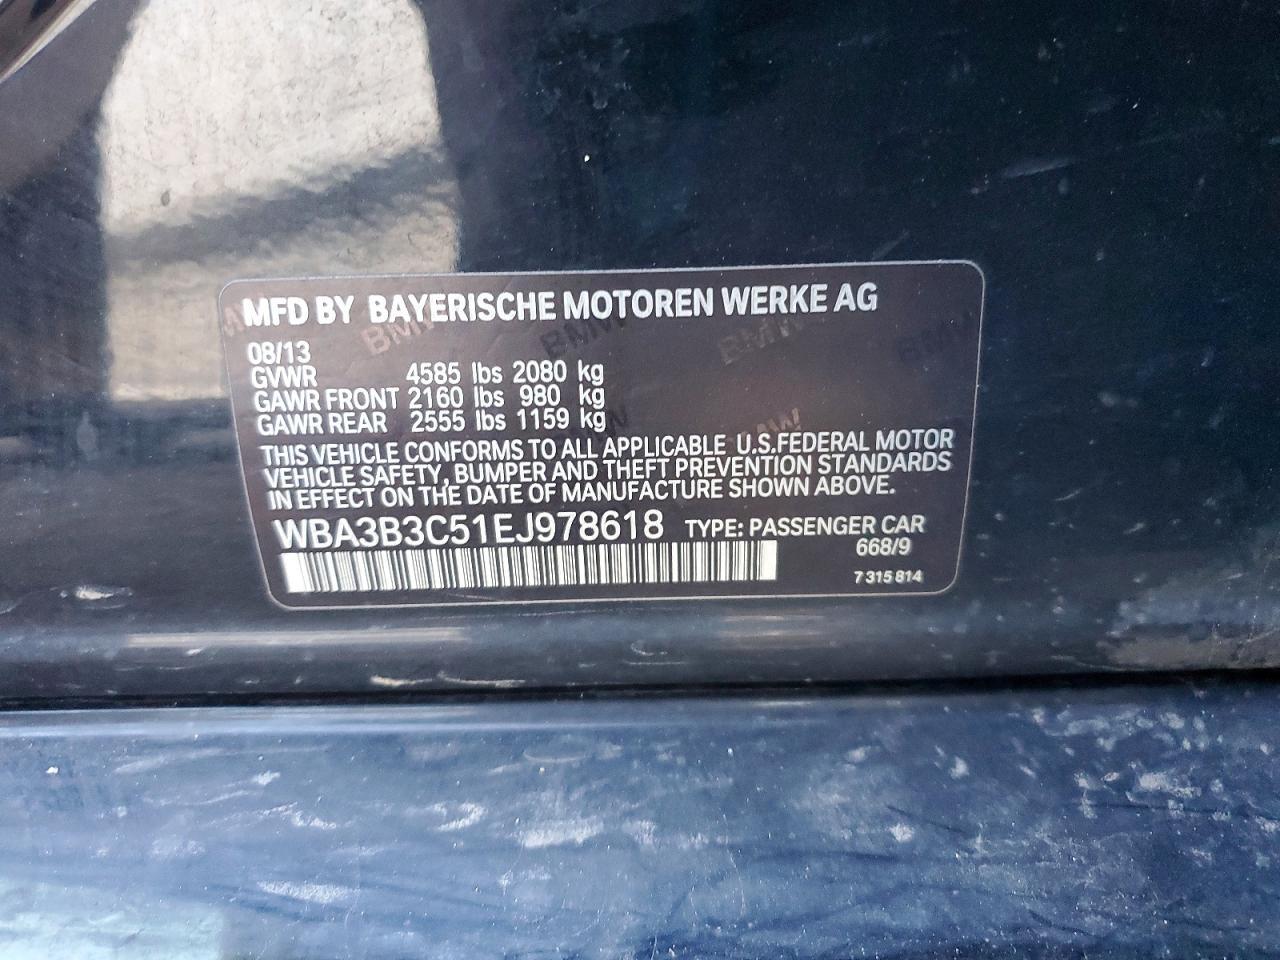 MFD BY BAYERISCHE MOTOREN WERKE AG
08/13
GVWR 4585 lbs 2080 kg
GAWR FRONT 2160 lbs 980 kg
GAWR REAR 2555 lbs 1159 kg
THIS VEHICLE CONFORMS TO ALL APPLICABLE U.S.FEDERAL MOTOR
VEHICLE SAFETY, BUMPER AND THEFT PREVENTION STANDARDS
IN EFFECT ON THE DATE OF MANUFACTURE SHOWN ABOVE.
WBA3B3C51EJ978618 TYPE: PASSENGER CAR
668/9
7 315 814